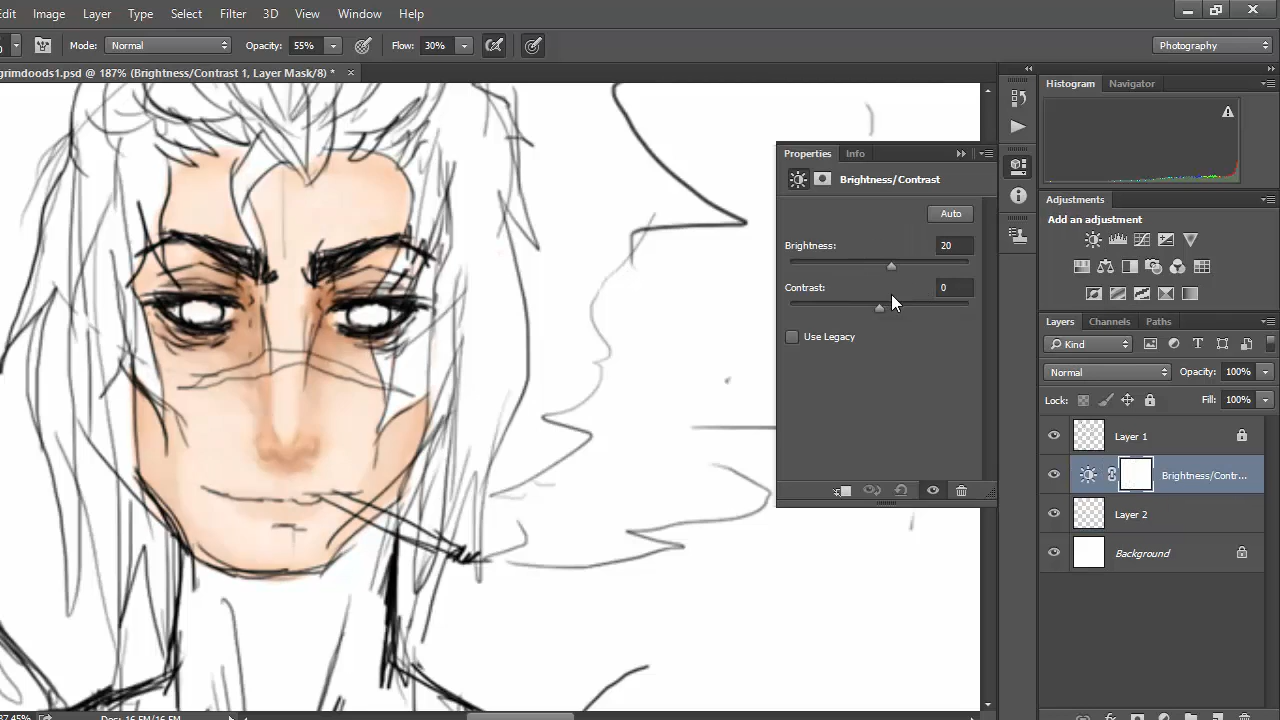 Edit Image Layer Type Select Filter 3D View Window Help
Mode: Normal Opacity: 55% Flow: 30% Photography
grimdoods1.psd @ 187% (Brightness/Contrast 1, Layer Mask/8) * ×
Histogram Navigator
Properties Info
Brightness/Contrast
Auto
Brightness: 20
Contrast: 0
Use Legacy
Adjustments
Add an adjustment
Layers Channels Paths
Kind
Normal Opacity: 100%
Lock: Fill: 100%
Layer 1
Brightness/Contr...
Layer 2
Background